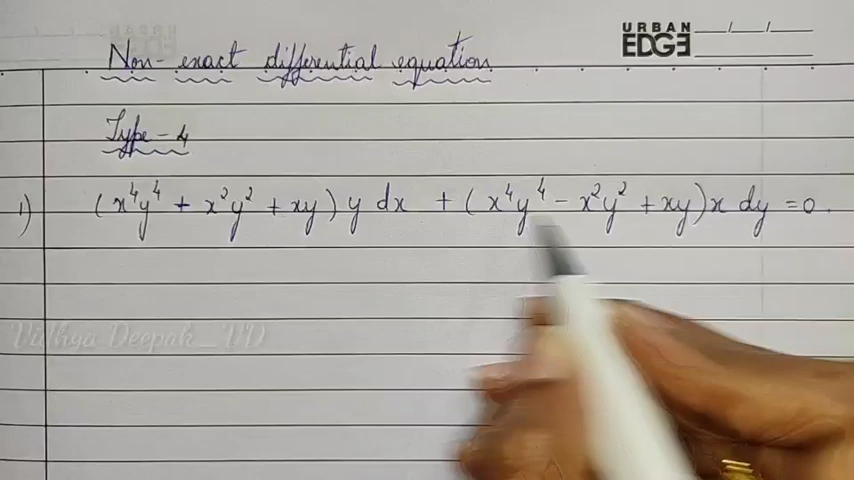 URBAN
EDGE
Non-exact differential equation
Type-4
1) (x⁴y⁴ + x²y² + xy) y dx + (x⁴y⁴ - x²y² + xy) x dy = 0.
Vidhya Deepak_VD